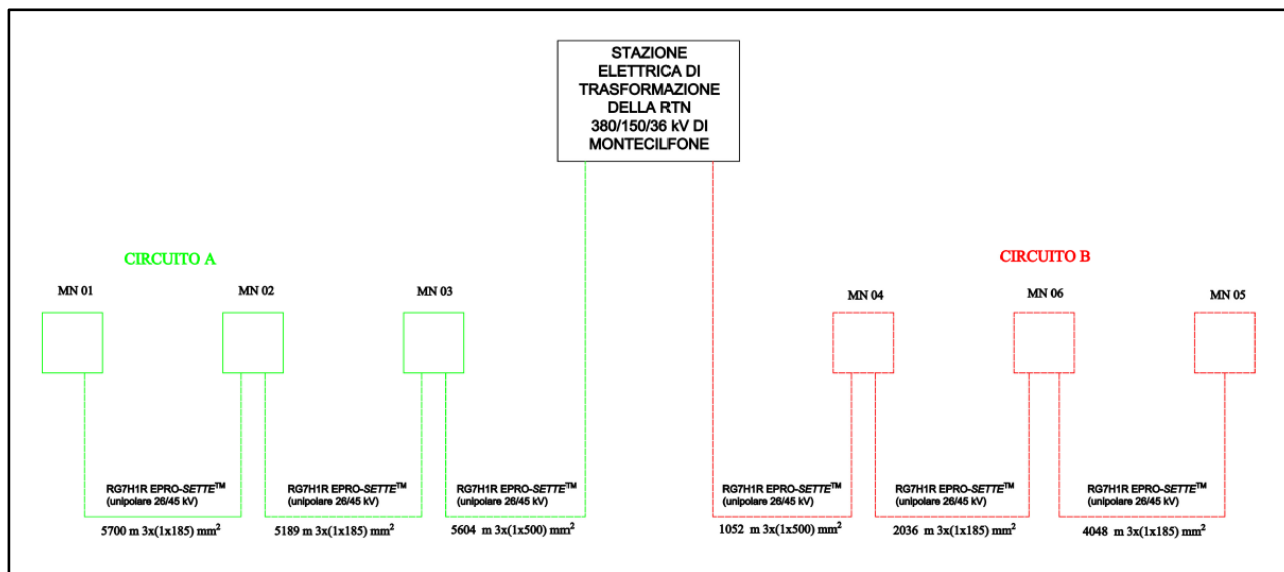 STAZIONE
ELETTRICA DI
TRASFORMAZIONE
DELLA RTN
380/150/36 kV DI
MONTECILFONE
CIRCUITO A
CIRCUITO B
MN 01
MN 02
MN 03
MN 04
MN 06
MN 05
RG7H1R EPRO-SETTE™
(unipolare 26/45 kV)
5700 m 3x(1x185) mm²
RG7H1R EPRO-SETTE™
(unipolare 26/45 kV)
5189 m 3x(1x185) mm²
RG7H1R EPRO-SETTE™
(unipolare 26/45 kV)
5604 m 3x(1x500) mm²
RG7H1R EPRO-SETTE™
(unipolare 26/45 kV)
1052 m 3x(1x500) mm²
RG7H1R EPRO-SETTE™
(unipolare 26/45 kV)
2036 m 3x(1x185) mm²
RG7H1R EPRO-SETTE™
(unipolare 26/45 kV)
4048 m 3x(1x185) mm²